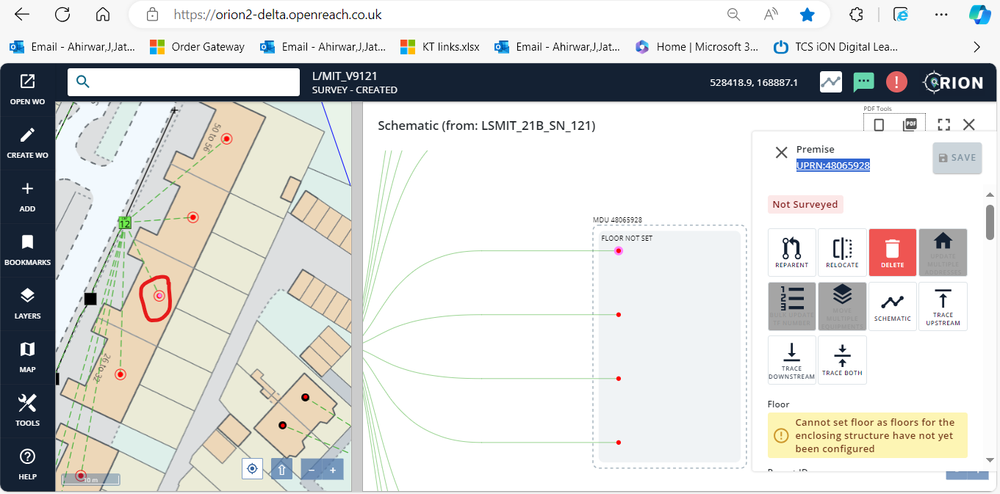 https://orion2-delta.openreach.co.uk
Email - Ahirwar,J,Jat...
Order Gateway
Email - Ahirwar,J,Jat...
KT links.xlsx
Email - Ahirwar,J,Jat...
Home | Microsoft 3...
TCS iON Digital Lea...
OPEN WO
CREATE WO
ADD
BOOKMARKS
LAYERS
MAP
TOOLS
HELP
L/MIT_V9121
SURVEY - CREATED
528418.9, 168887.1
ORION
50 to 56
12
26 to 32
10 m
Schematic (from: LSMIT_21B_SN_121)
PDF Tools
PDF
MDU 48065928
FLOOR NOT SET
Premise
UPRN:48065928
SAVE
Not Surveyed
REPARENT
RELOCATE
DELETE
UPDATE
MULTIPLE
ADDRESSES
BULK UPDATE
TF NUMBER
MOVE
MULTIPLE
EQUIPMENTS
SCHEMATIC
TRACE
UPSTREAM
TRACE
DOWNSTREAM
TRACE BOTH
Floor
Cannot set floor as floors for the
enclosing structure have not yet
been configured